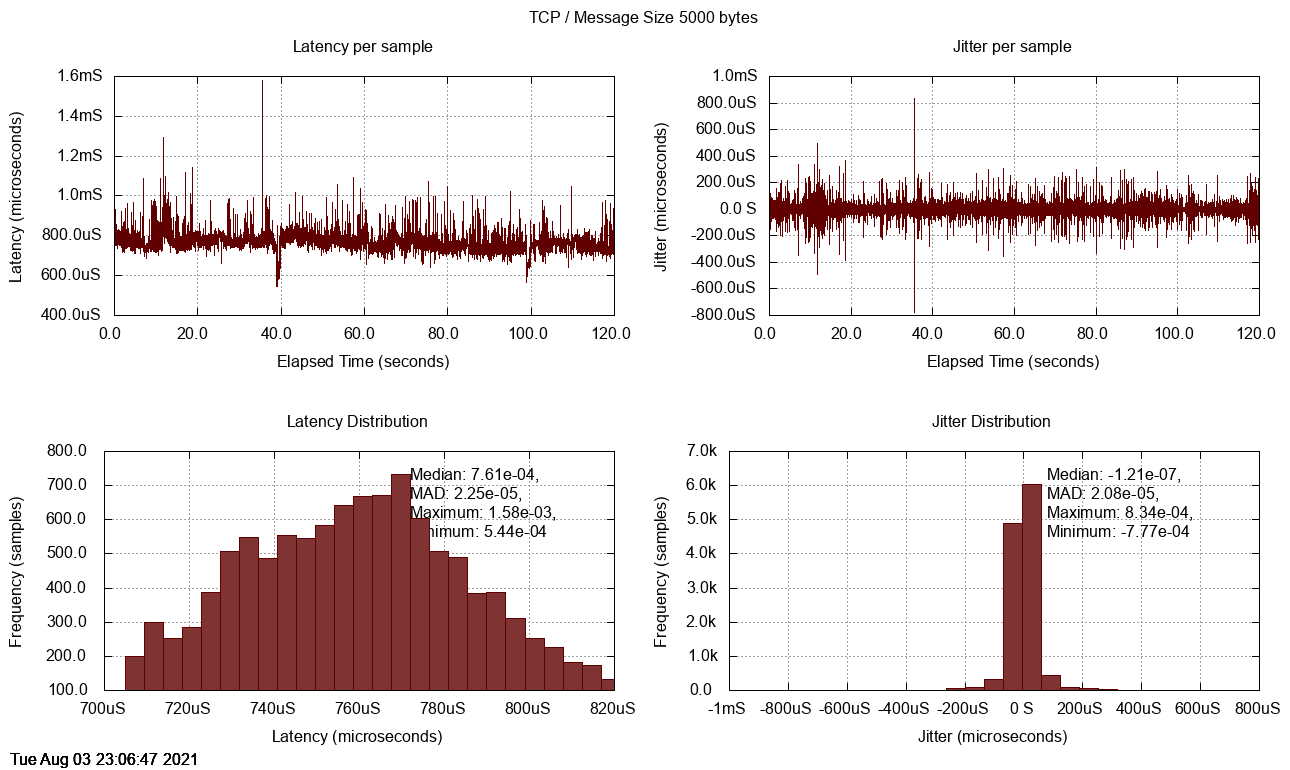 TCP / Message Size 5000 bytes
Latency per sample
1.6mS
1.4mS
1.2mS
1.0mS
800.0uS
600.0uS
400.0uS
Latency (microseconds)
0.0 20.0 40.0 60.0 80.0 100.0 120.0
Elapsed Time (seconds)
Jitter per sample
1.0mS
800.0uS
600.0uS
400.0uS
200.0uS
0.0 S
-200.0uS
-400.0uS
-600.0uS
-800.0uS
Jitter (microseconds)
0.0 20.0 40.0 60.0 80.0 100.0 120.0
Elapsed Time (seconds)
Latency Distribution
800.0
700.0
600.0
500.0
400.0
300.0
200.0
100.0
Frequency (samples)
Median: 7.61e-04,
MAD: 2.25e-05,
Maximum: 1.58e-03,
Minimum: 5.44e-04
700uS 720uS 740uS 760uS 780uS 800uS 820uS
Latency (microseconds)
Jitter Distribution
7.0k
6.0k
5.0k
4.0k
3.0k
2.0k
1.0k
0.0
Frequency (samples)
Median: -1.21e-07,
MAD: 2.08e-05,
Maximum: 8.34e-04,
Minimum: -7.77e-04
-1mS -800uS -600uS -400uS -200uS 0 S 200uS 400uS 600uS 800uS
Jitter (microseconds)
Tue Aug 03 23:06:47 2021